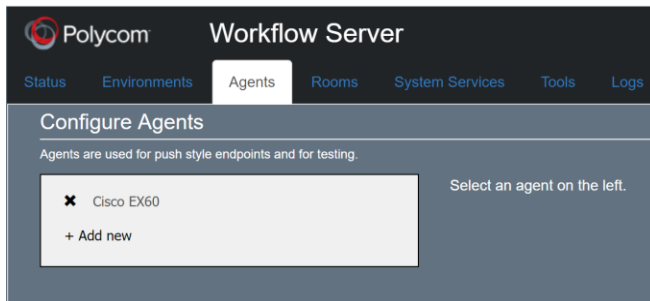 Polycom Workflow Server
Status Environments Agents Rooms System Services Tools Logs
Configure Agents
Agents are used for push style endpoints and for testing.
Select an agent on the left.
✖ Cisco EX60
+ Add new